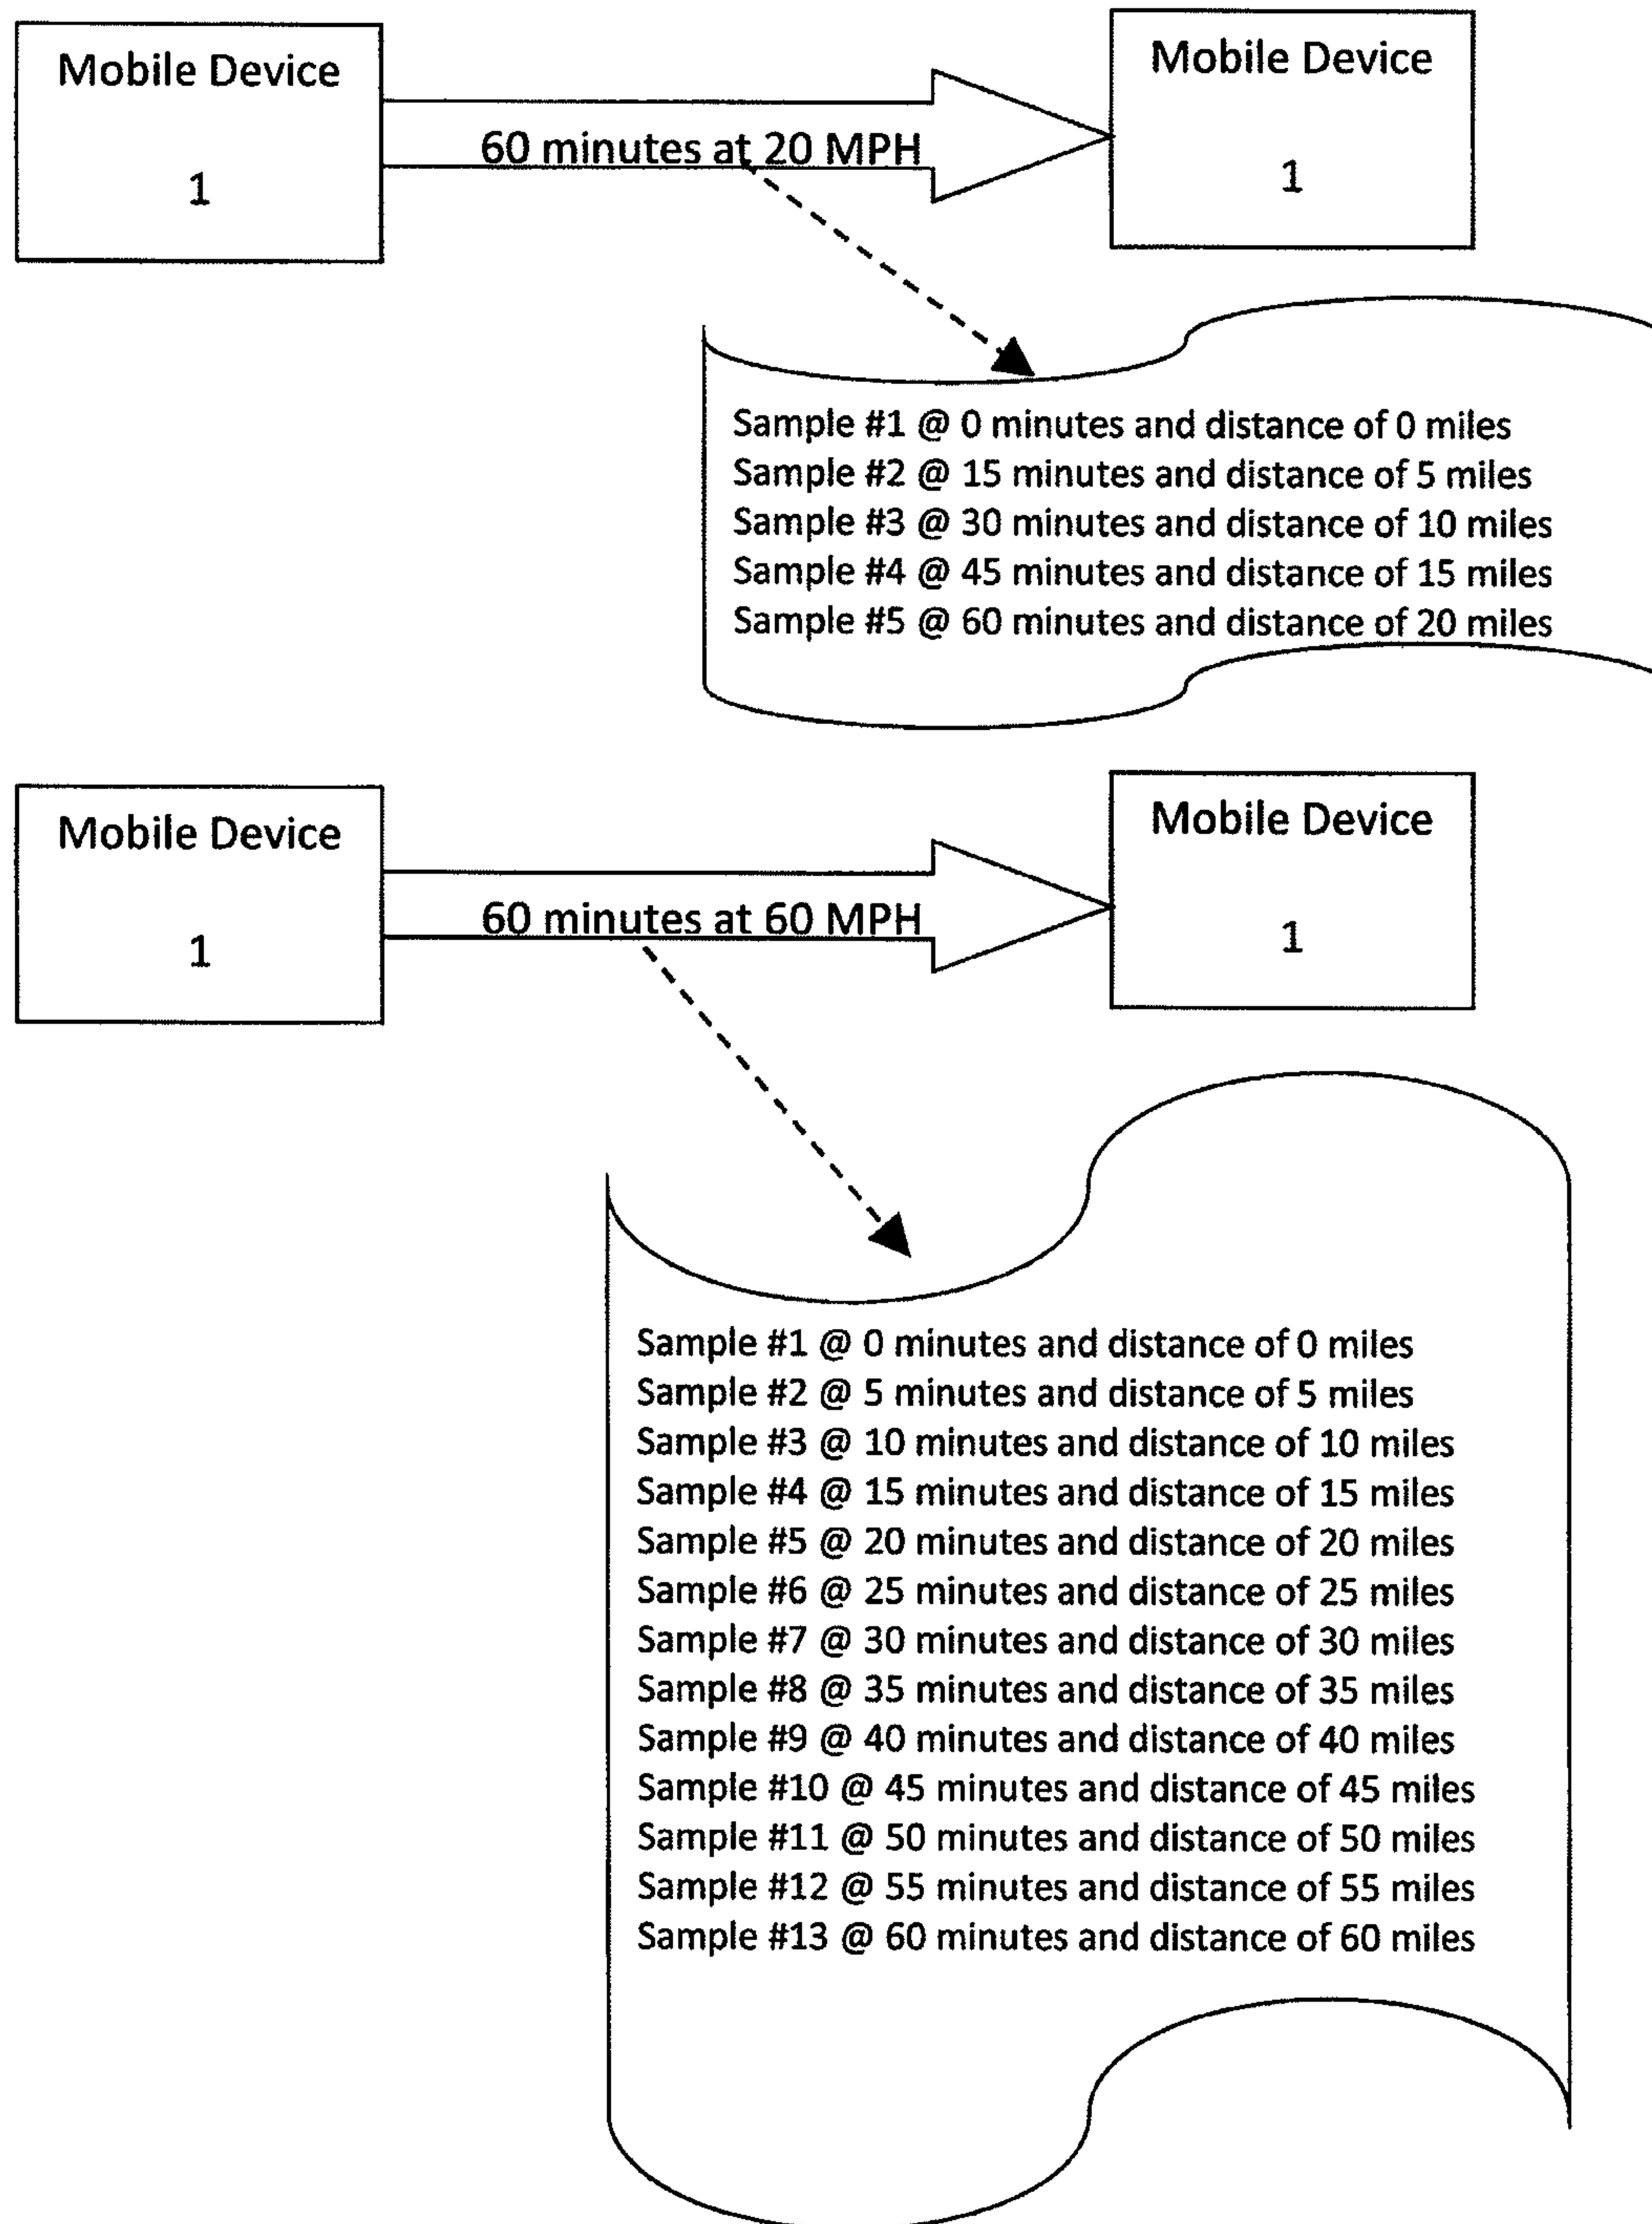 Mobile Device
1
60 minutes at 20 MPH
Mobile Device
1
Sample #1 @ 0 minutes and distance of 0 miles
Sample #2 @ 15 minutes and distance of 5 miles
Sample #3 @ 30 minutes and distance of 10 miles
Sample #4 @ 45 minutes and distance of 15 miles
Sample #5 @ 60 minutes and distance of 20 miles
Mobile Device
1
60 minutes at 60 MPH
Mobile Device
1
Sample #1 @ 0 minutes and distance of 0 miles
Sample #2 @ 5 minutes and distance of 5 miles
Sample #3 @ 10 minutes and distance of 10 miles
Sample #4 @ 15 minutes and distance of 15 miles
Sample #5 @ 20 minutes and distance of 20 miles
Sample #6 @ 25 minutes and distance of 25 miles
Sample #7 @ 30 minutes and distance of 30 miles
Sample #8 @ 35 minutes and distance of 35 miles
Sample #9 @ 40 minutes and distance of 40 miles
Sample #10 @ 45 minutes and distance of 45 miles
Sample #11 @ 50 minutes and distance of 50 miles
Sample #12 @ 55 minutes and distance of 55 miles
Sample #13 @ 60 minutes and distance of 60 miles